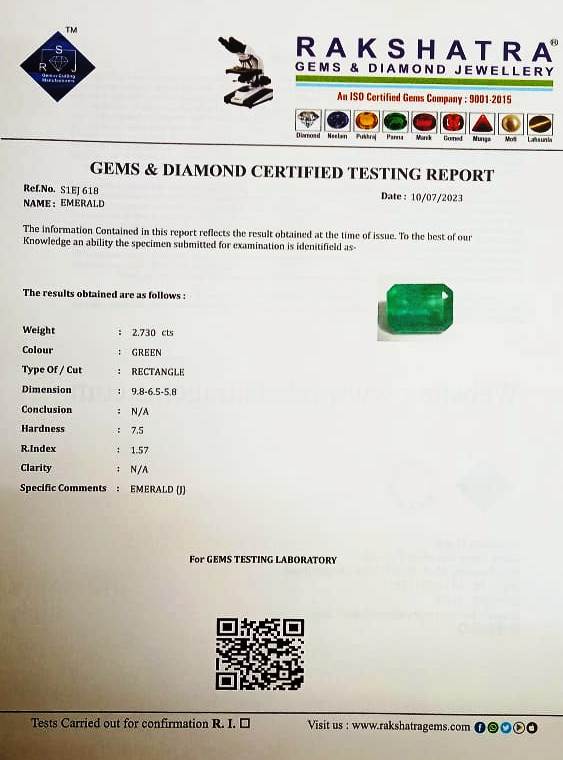 TM
S
R J
Gems Cutting
Manufacturers
RAKSHATRA®
GEMS & DIAMOND JEWELLERY
An ISO Certified Gems Company : 9001-2015
Diamond Neelam Pukhraj Panna Manik Gomed Munga Moti Lahsunia
GEMS & DIAMOND CERTIFIED TESTING REPORT
Ref.No. S1EJ 618
Date : 10/07/2023
NAME : EMERALD
The information Contained in this report reflects the result obtained at the time of issue. To the best of our
Knowledge an ability the specimen submitted for examination is identitifield as-
The results obtained are as follows :
Weight : 2.730 cts
Colour : GREEN
Type Of / Cut : RECTANGLE
Dimension : 9.8-6.5-5.8
Conclusion : N/A
Hardness : 7.5
R.Index : 1.57
Clarity : N/A
Specific Comments : EMERALD (J)
For GEMS TESTING LABORATORY
Tests Carried out for confirmation R. I. ☐
Visit us : www.rakshatragems.com